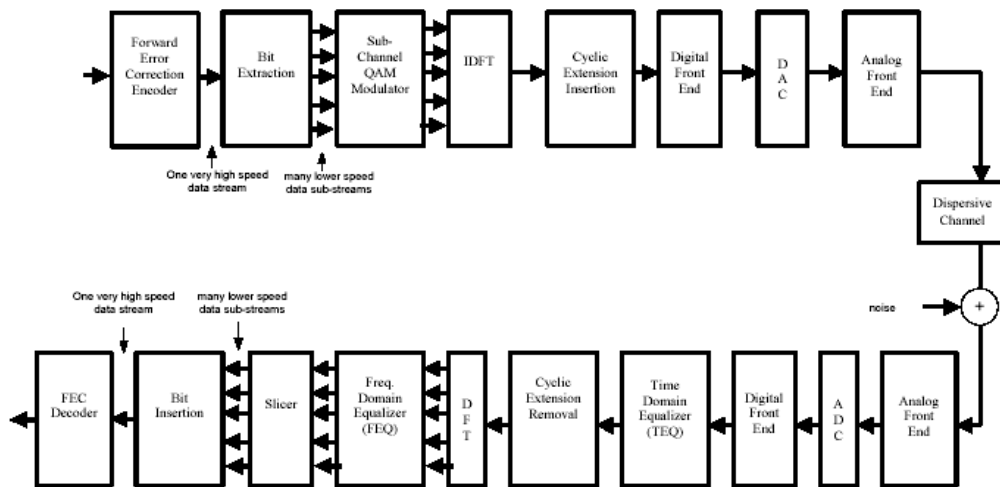 Forward
Error
Correction
Encoder
Bit
Extraction
Sub-
Channel
QAM
Modulator
IDFT
Cyclic
Extension
Insertion
Digital
Front
End
D
A
C
Analog
Front
End
One very high speed
data stream
many lower speed
data sub-streams
Dispersive
Channel
noise
+
One very high speed
data stream
many lower speed
data sub-streams
FEC
Decoder
Bit
Insertion
Slicer
Freq.
Domain
Equalizer
(FEQ)
D
F
T
Cyclic
Extension
Removal
Time
Domain
Equalizer
(TEQ)
Digital
Front
End
A
D
C
Analog
Front
End